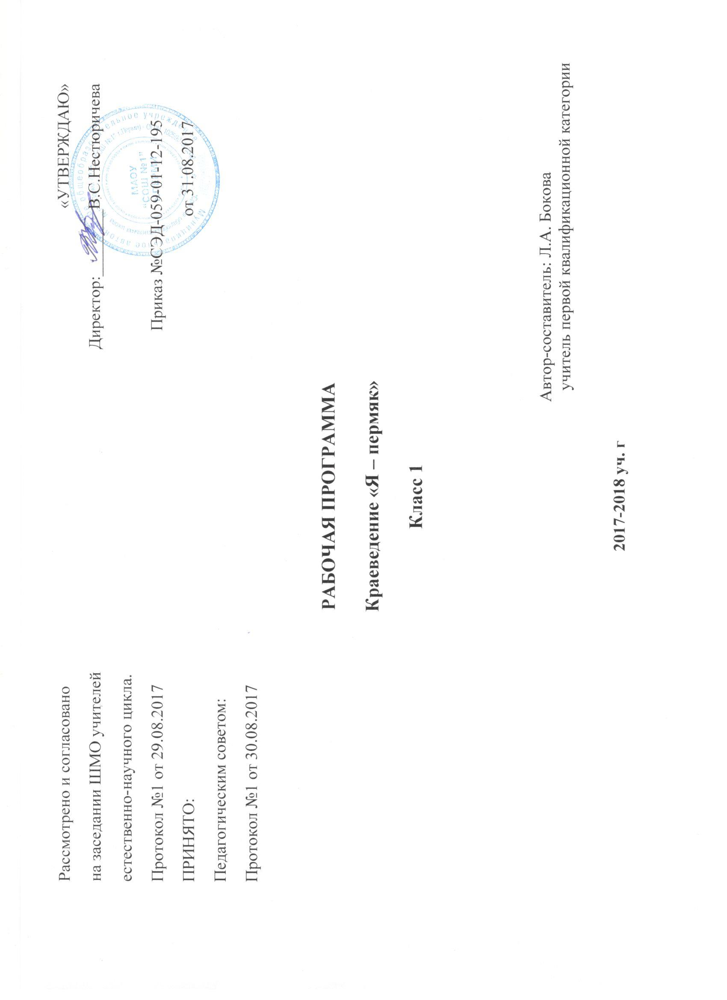 Рассмотрено и согласовано
на заседании ШМО учителей
естественно-научного цикла.
Протокол №1 от 29.08.2017
ПРИНЯТО:
Педагогическим советом:
Протокол №1 от 30.08.2017
«УТВЕРЖДАЮ»
Директор:________В.С.Нестюричева
Приказ №СЭД-059-01-12-195
от 31.08.2017
МАОУ
"СОШ №1"
г.ПЕРМИ
РАБОЧАЯ ПРОГРАММА
Краеведение «Я – пермяк»
Класс 1
Автор-составитель: Л.А. Бокова
учитель первой квалификационной категории
2017-2018 уч. г